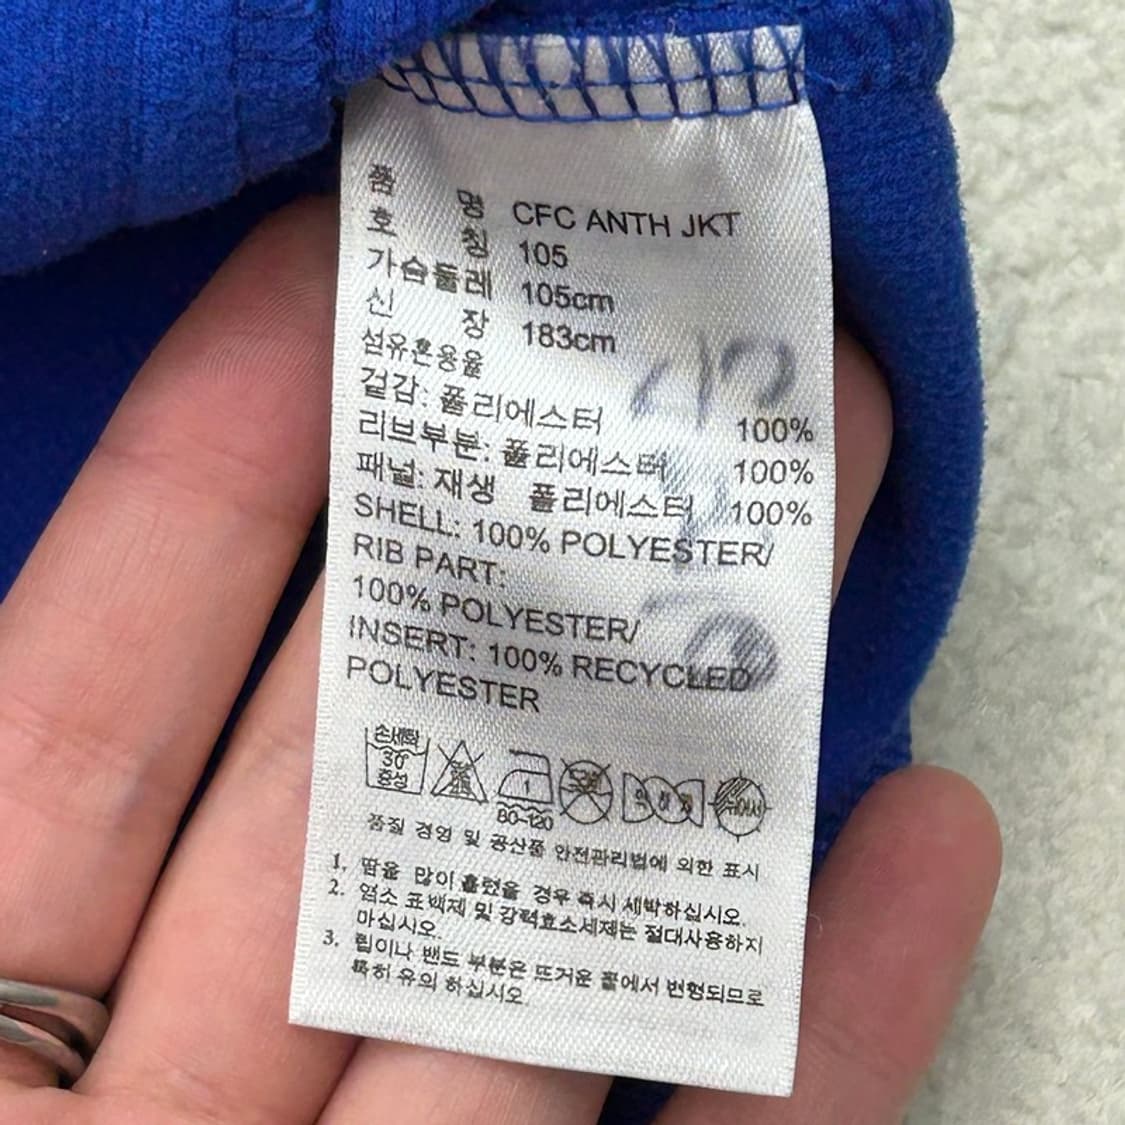 품 명 CFC ANTH JKT
호 칭 105
가슴둘레 105cm
신 장 183cm
섬유혼용율
겉감: 폴리에스터 100%
리브부분: 폴리에스터 100%
패널: 재생 폴리에스터 100%
SHELL: 100% POLYESTER/
RIB PART:
100% POLYESTER/
INSERT: 100% RECYCLED
POLYESTER
손세탁
30
중성
1
80~120
품질 경영 및 공산품 안전관리법에 의한 표시
1. 땀을 많이 흘렸을 경우 즉시 세탁하십시오.
2. 염소 표백제 및 강력효소세제는 절대사용하지
마십시오.
3. 립이나 밴드 부분은 뜨거운 물에서 변형되므로
특히 유의 하십시오